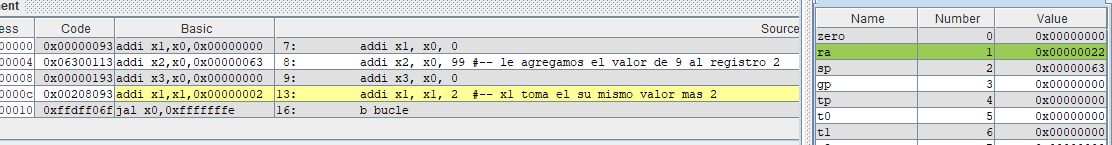 ment
ess Code Basic Source
00000 0x00000093 addi x1,x0,0x00000000 7: addi x1, x0, 0
00004 0x06300113 addi x2,x0,0x00000063 8: addi x2, x0, 99 #-- le agregamos el valor de 9 al registro 2
00008 0x00000193 addi x3,x0,0x00000000 9: addi x3, x0, 0
0000c 0x00208093 addi x1,x1,0x00000002 13: addi x1, x1, 2 #-- x1 toma el su mismo valor mas 2
00010 0xffdff06f jal x0,0xfffffffe 16: b bucle
Name Number Value
zero 0 0x00000000
ra 1 0x00000022
sp 2 0x00000063
gp 3 0x00000000
tp 4 0x00000000
t0 5 0x00000000
t1 6 0x00000000